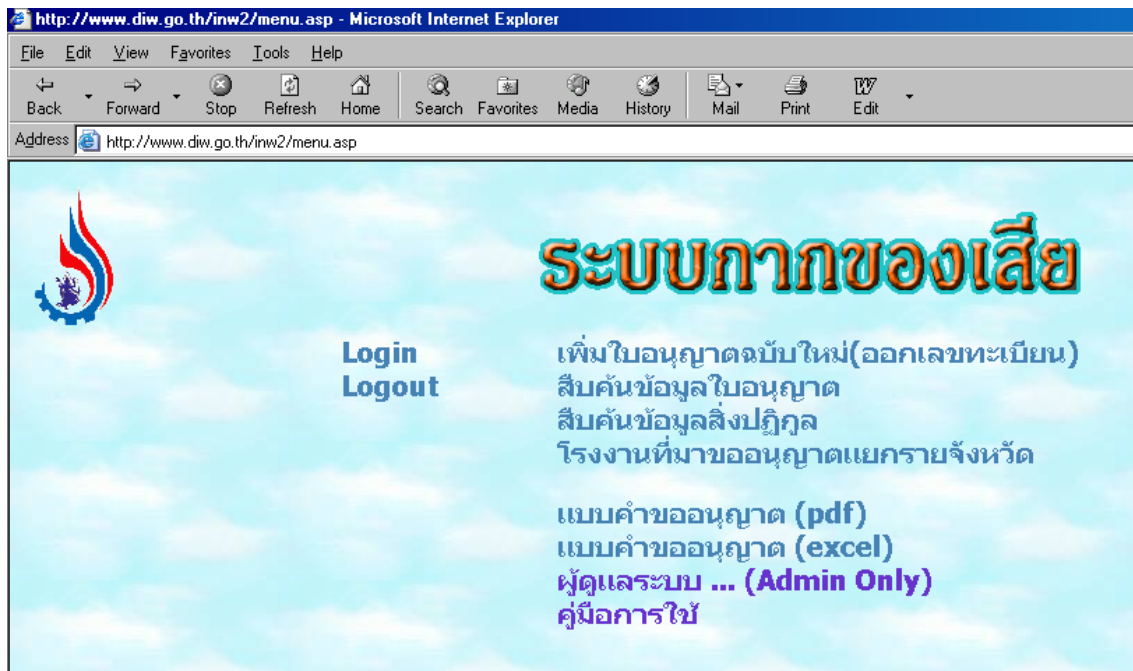 http://www.diw.go.th/inw2/menu.asp - Microsoft Internet Explorer
File Edit View Favorites Tools Help
Back Forward Stop Refresh Home Search Favorites Media History Mail Print Edit
Address http://www.diw.go.th/inw2/menu.asp
ระบบกากของเสีย
Login เพิ่มใบอนุญาตฉบับใหม่(ออกเลขทะเบียน)
Logout สืบค้นข้อมูลใบอนุญาต
สืบค้นข้อมูลสิ่งปฏิกูล
โรงงานที่มาขออนุญาตแยกรายจังหวัด
แบบคำขออนุญาต (pdf)
แบบคำขออนุญาต (excel)
ผู้ดูแลระบบ ... (Admin Only)
คู่มือการใช้